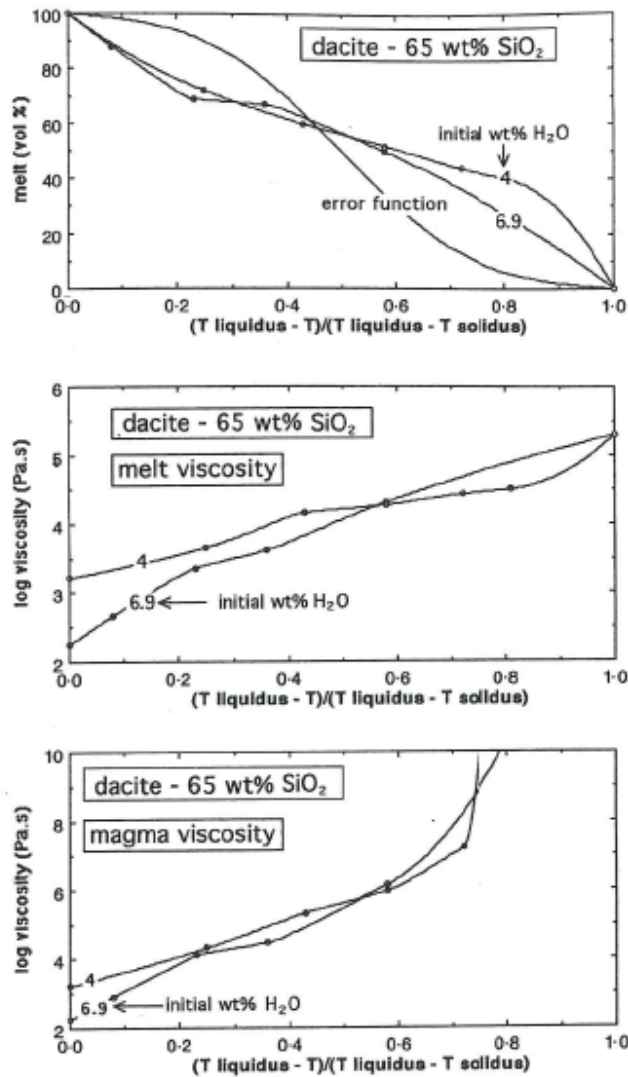 100
80
60
40
20
0
melt (vol %)
dacite - 65 wt% SiO₂
initial wt% H₂O
4
6.9
error function
0·0 0·2 0·4 0·6 0·8 1·0
(T liquidus - T)/(T liquidus - T solidus)
6
5
4
3
2
log viscosity (Pa.s)
dacite - 65 wt% SiO₂
melt viscosity
4
6.9 initial wt% H₂O
0·0 0·2 0·4 0·6 0·8 1·0
(T liquidus - T)/(T liquidus - T solidus)
10
8
6
4
2
log viscosity (Pa.s)
dacite - 65 wt% SiO₂
magma viscosity
4
6.9 initial wt% H₂O
0·0 0·2 0·4 0·6 0·8 1·0
(T liquidus - T)/(T liquidus - T solidus)